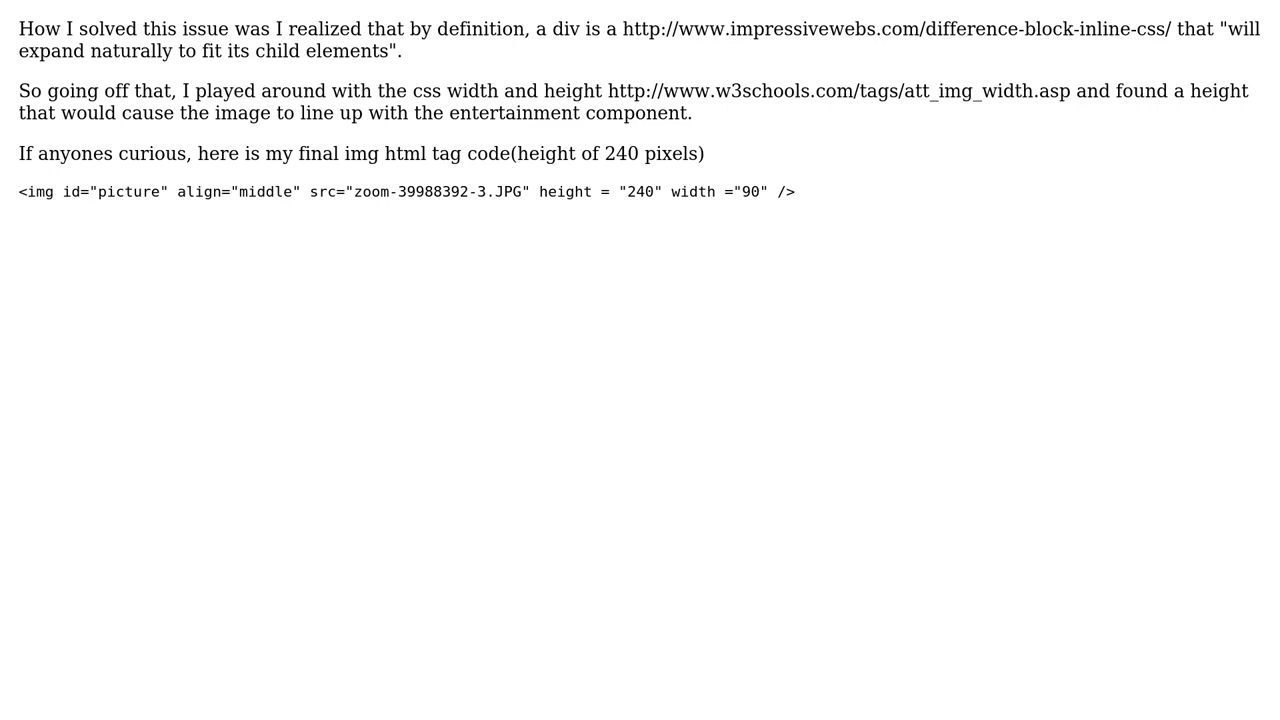 How I solved this issue was I realized that by definition, a div is a http://www.impressivewebs.com/difference-block-inline-css/ that "will
expand naturally to fit its child elements".
So going off that, I played around with the css width and height http://www.w3schools.com/tags/att_img_width.asp and found a height
that would cause the image to line up with the entertainment component.
If anyones curious, here is my final img html tag code(height of 240 pixels)
<img id="picture" align="middle" src="zoom-39988392-3.JPG" height = "240" width ="90" />